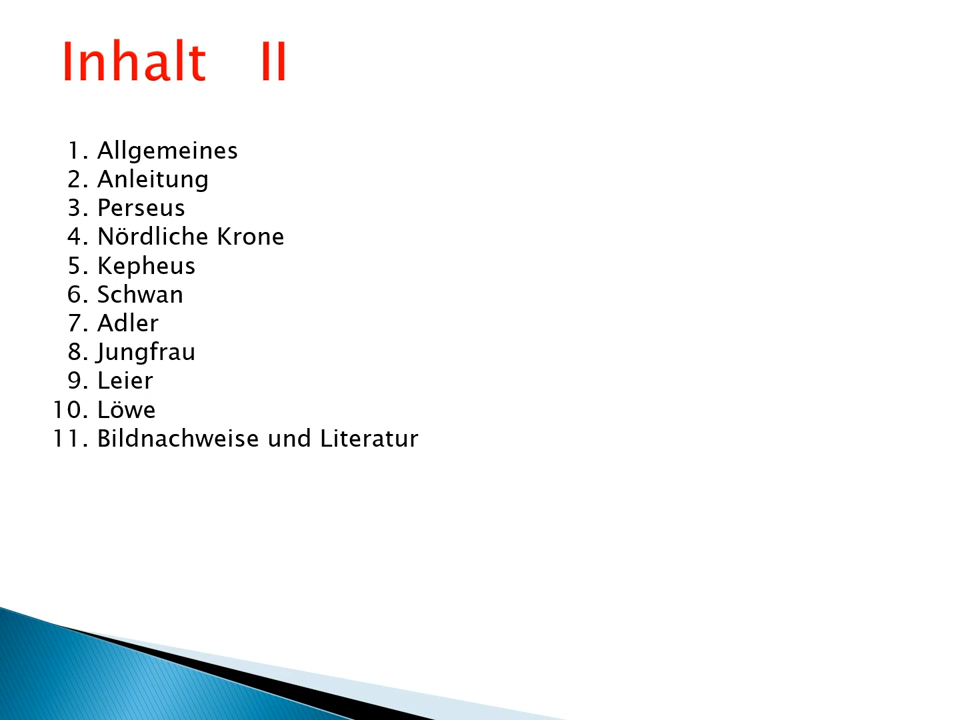 Inhalt II
1. Allgemeines
2. Anleitung
3. Perseus
4. Nördliche Krone
5. Kepheus
6. Schwan
7. Adler
8. Jungfrau
9. Leier
10. Löwe
11. Bildnachweise und Literatur